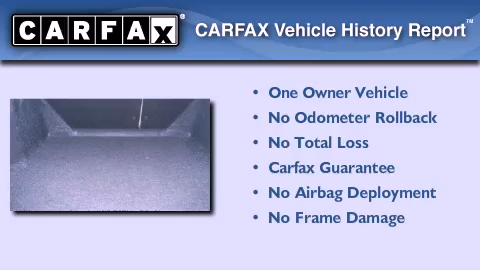 CARFAX® CARFAX Vehicle History Report™
• One Owner Vehicle
• No Odometer Rollback
• No Total Loss
• Carfax Guarantee
• No Airbag Deployment
• No Frame Damage